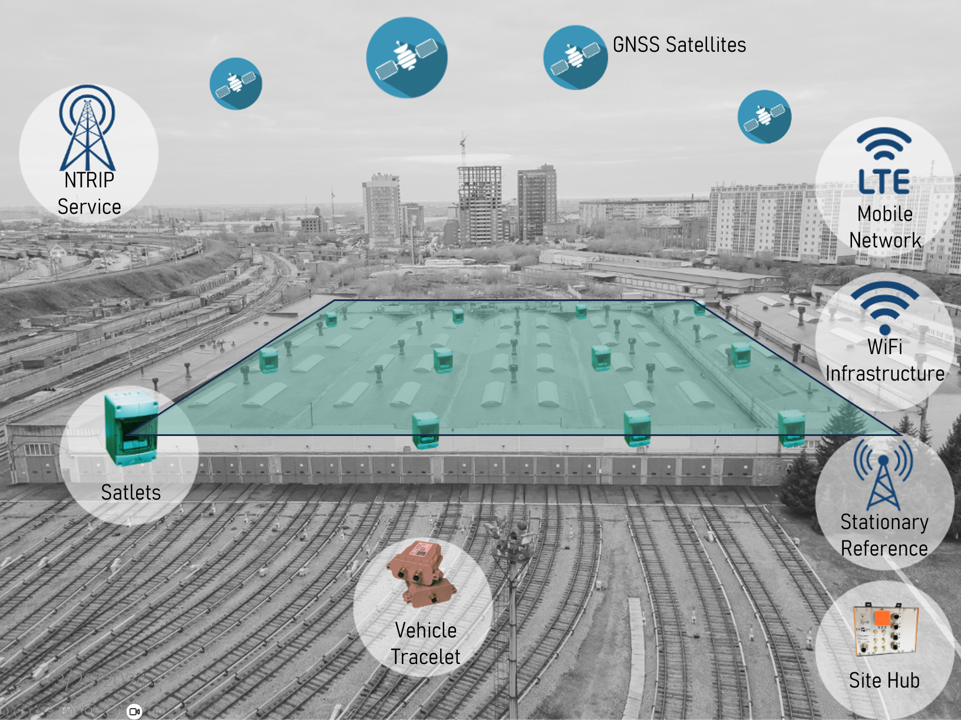 GNSS Satellites
NTRIP
Service
LTE
Mobile
Network
WiFi
Infrastructure
Satlets
Stationary
Reference
Vehicle
Tracelet
Site Hub